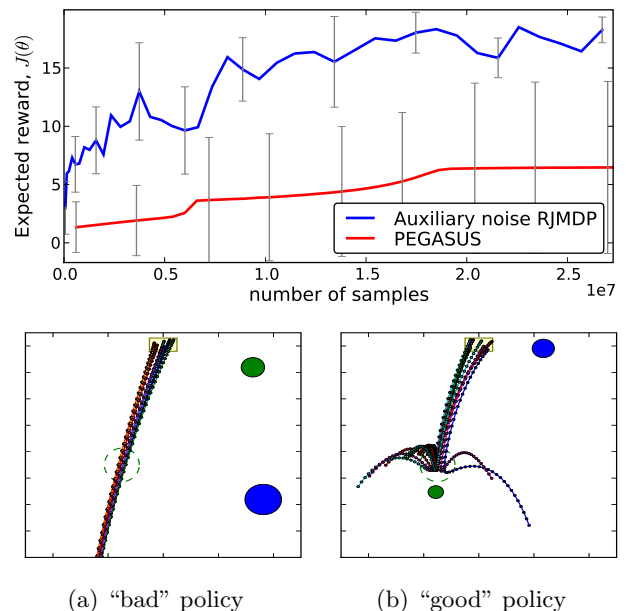 Expected reward, J(θ)
15
10
5
0
0.0 0.5 1.0 1.5 2.0 2.5
1e7
number of samples
Auxiliary noise RJMDP
PEGASUS
(a) “bad” policy
(b) “good” policy